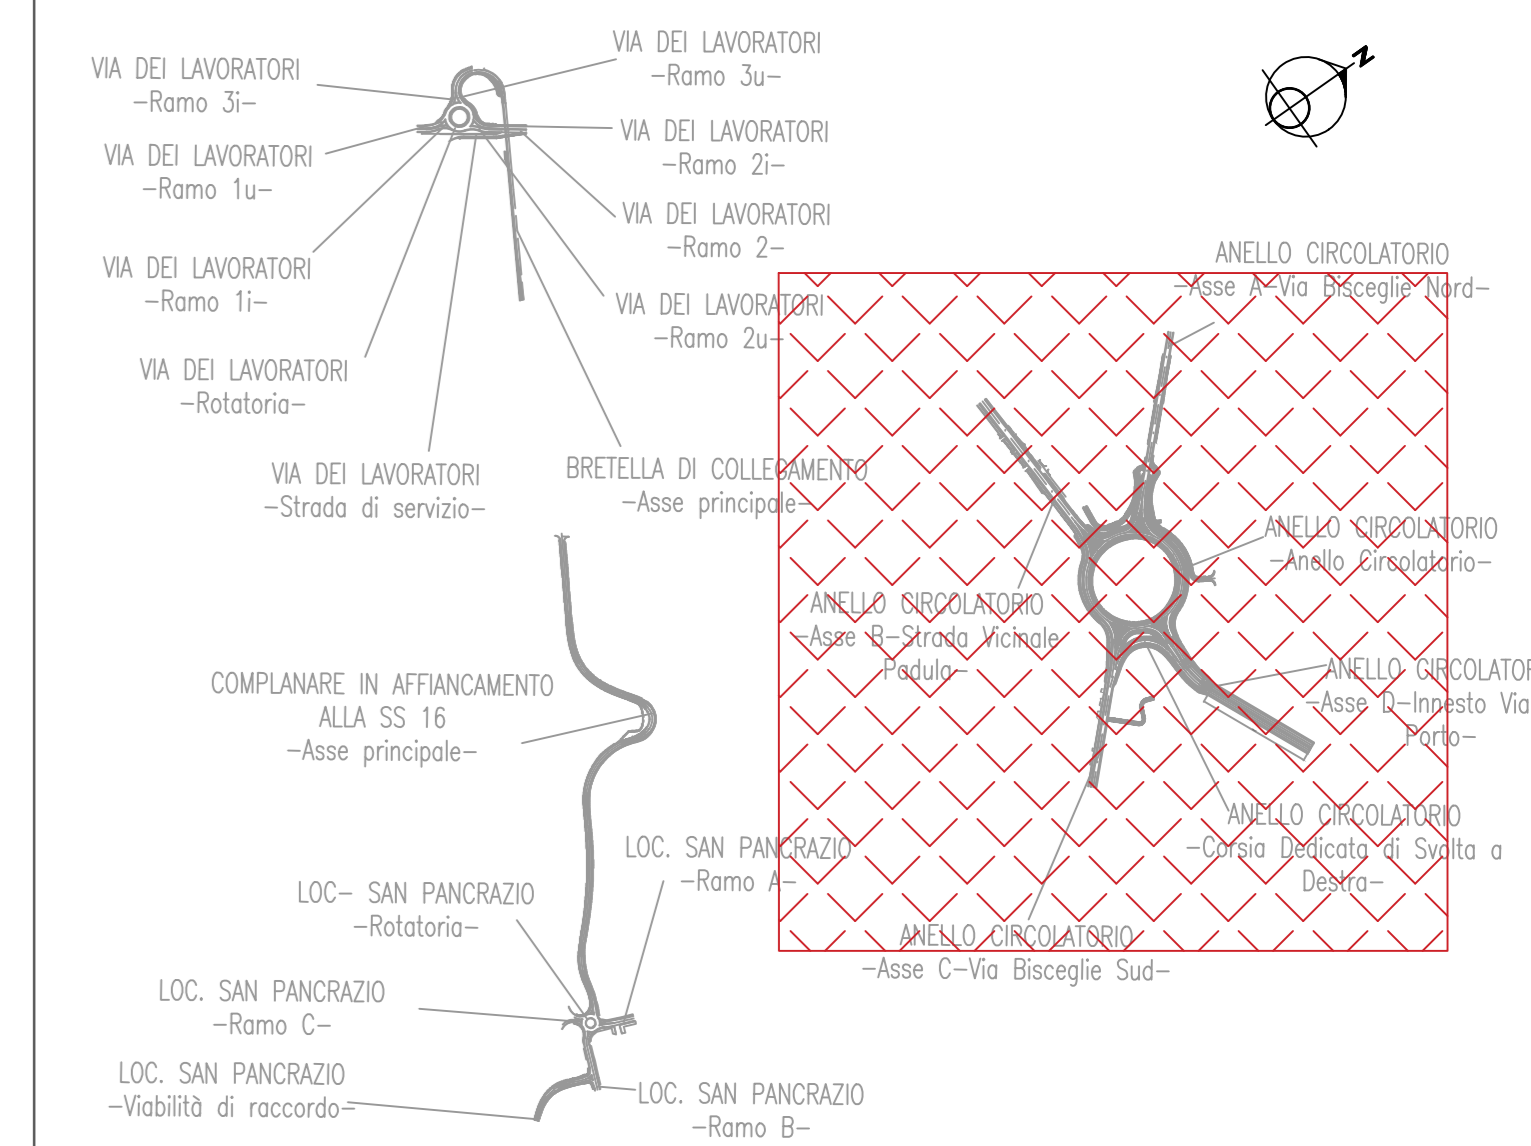 VIA DEI LAVORATORI
-Ramo 3i-
VIA DEI LAVORATORI
-Ramo 3u-
N
VIA DEI LAVORATORI
-Ramo 1u-
VIA DEI LAVORATORI
-Ramo 2i-
VIA DEI LAVORATORI
-Ramo 2-
VIA DEI LAVORATORI
-Ramo 1i-
VIA DEI LAVORATORI
-Ramo 2u-
ANELLO CIRCOLATORIO
-Asse A-Via Bisceglie Nord-
VIA DEI LAVORATORI
-Rotatoria-
VIA DEI LAVORATORI
-Strada di servizio-
BRETELLA DI COLLEGAMENTO
-Asse principale-
ANELLO CIRCOLATORIO
-Anello Circolatorio-
ANELLO CIRCOLATORIO
-Asse B-Strada Vicinale
Padula-
COMPLANARE IN AFFIANCAMENTO
ALLA SS 16
-Asse principale-
ANELLO CIRCOLATOR
-Asse D-Innesto Via
Porto-
ANELLO CIRCOLATORIO
-Corsia Dedicata di Svolta a
Destra-
LOC. SAN PANCRAZIO
-Ramo A-
LOC- SAN PANCRAZIO
-Rotatoria-
ANELLO CIRCOLATORIO
-Asse C-Via Bisceglie Sud-
LOC. SAN PANCRAZIO
-Ramo C-
LOC. SAN PANCRAZIO
-Viabilità di raccordo-
LOC. SAN PANCRAZIO
-Ramo B-